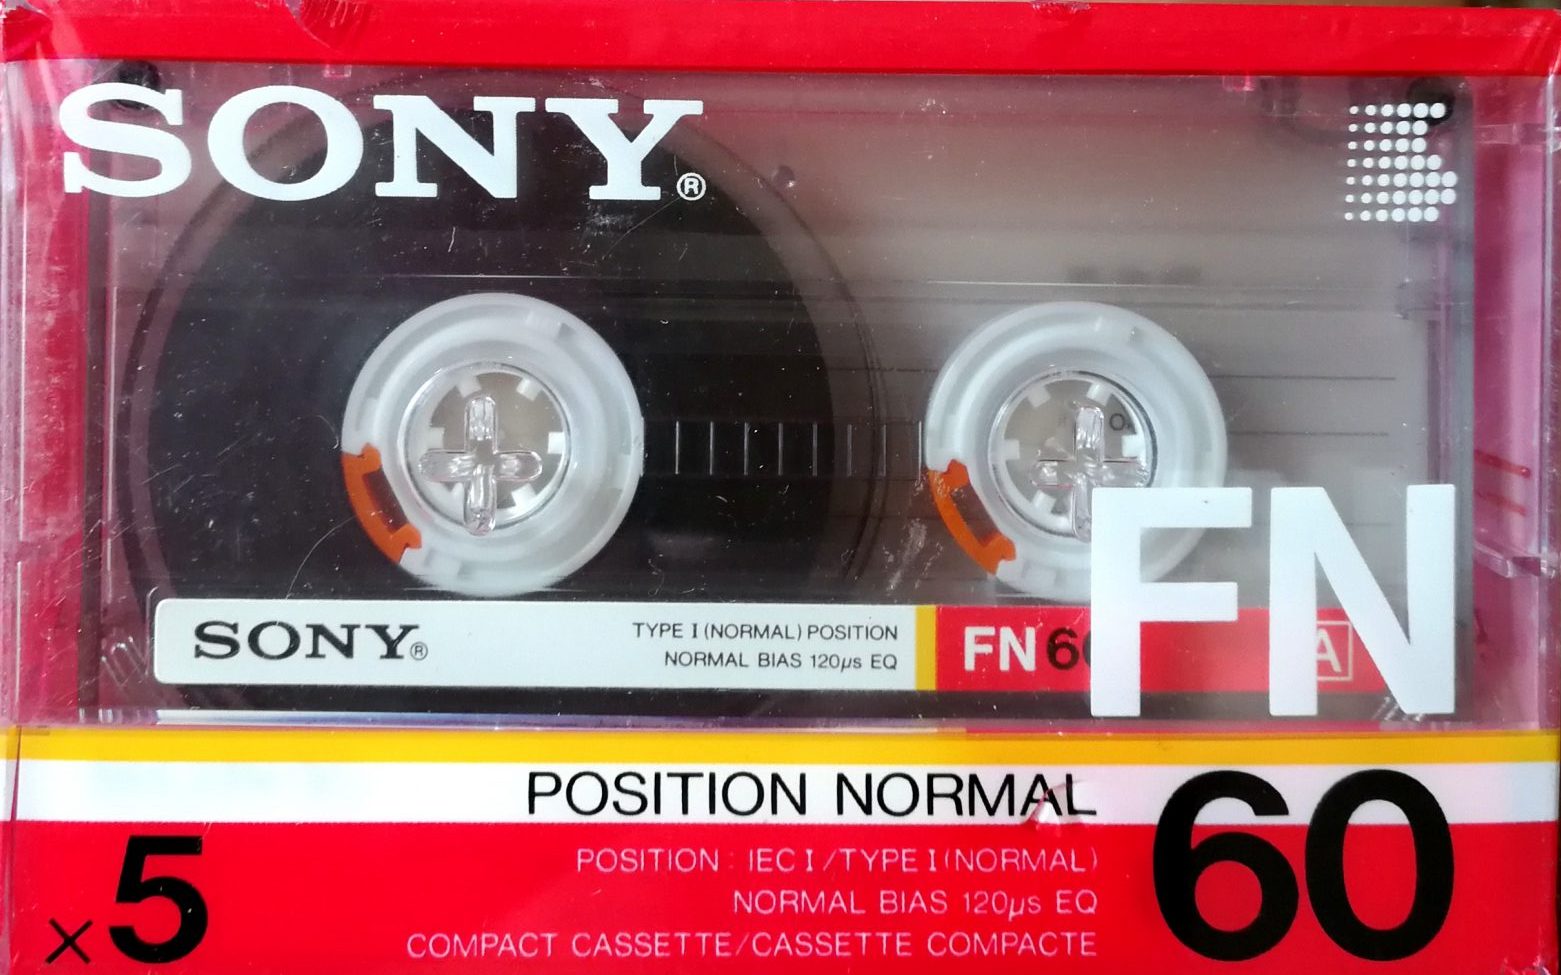 SONY®
SONY®
TYPE I (NORMAL) POSITION
NORMAL BIAS 120µs EQ
FN 60
A
FN
POSITION NORMAL
60
×5
POSITION : IEC I/TYPE I (NORMAL)
NORMAL BIAS 120µs EQ
COMPACT CASSETTE/CASSETTE COMPACTE